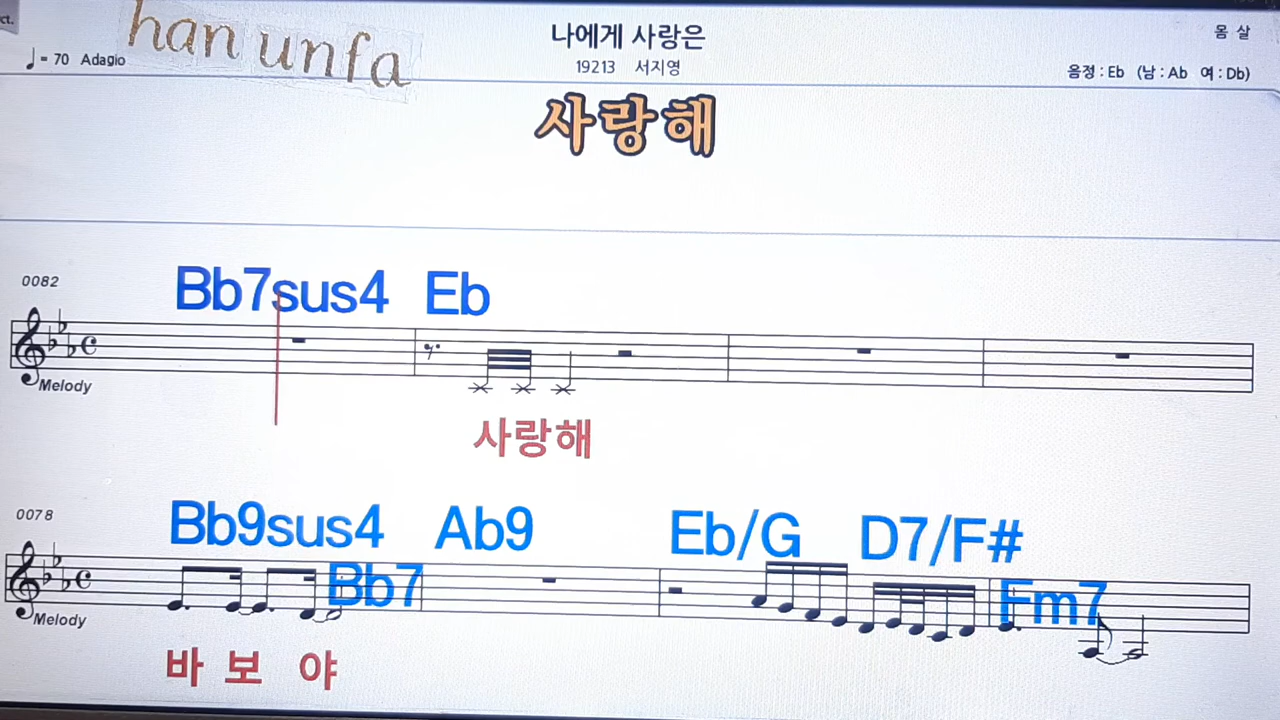 ct.
han unfa
나에게 사랑은
몸 살
♩= 70 Adagio
19213 서지영
음정 : Eb (남 : Ab 여 : Db)
사랑해
0082
Bb7sus4 Eb
Melody
사랑해
0078
Bb9sus4 Ab9 Eb/G D7/F#
Bb7 Fm7
Melody
바 보 야